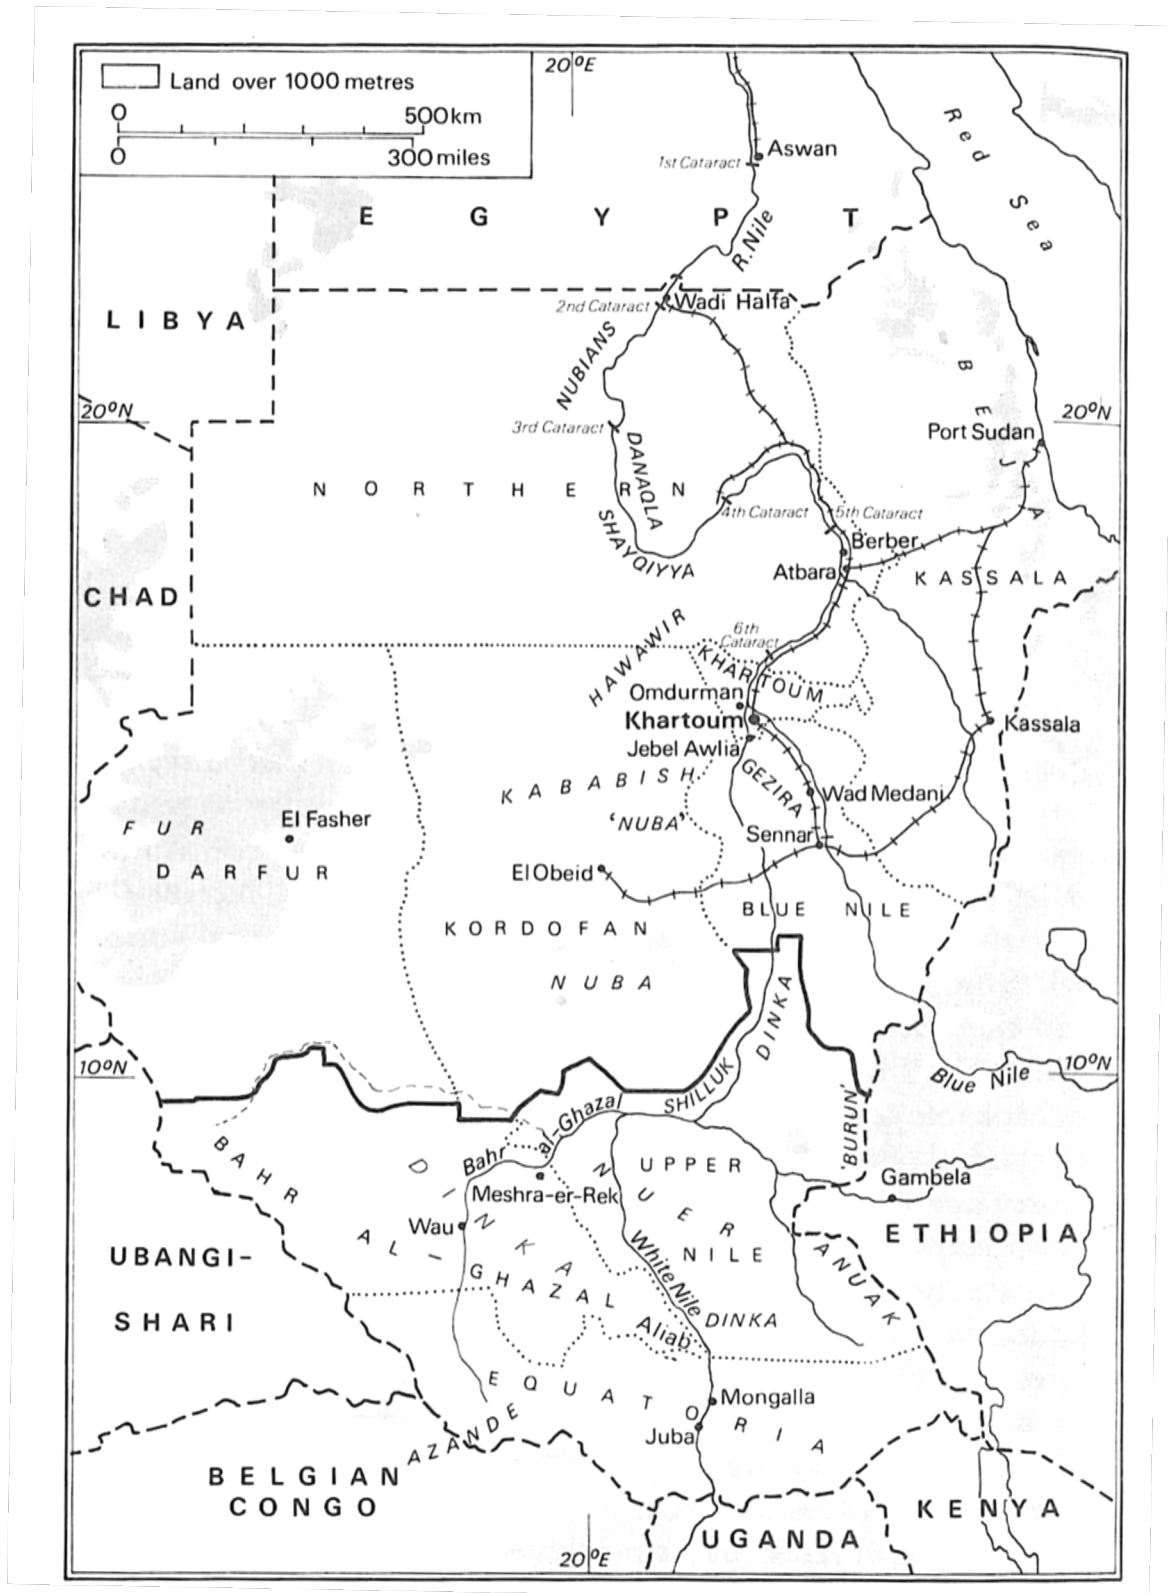 Land over 1000 metres
0 500km
0 300 miles
20°E
Red Sea
Aswan
1st Cataract
EGYPT
R. Nile
LIBYA
2nd Cataract
Wadi Halfa
NUBIANS
BEJA
20°N
20°N
3rd Cataract
Port Sudan
DANAQLA
NORTHERN
4th Cataract
5th Cataract
SHAYQIYYA
Berber
Atbara
KASSALA
CHAD
HAWAWIR
6th
Cataract
KHARTOUM
Omdurman
Khartoum
Kassala
Jebel Awlia
KABABISH
GEZIRA
Wad Medani
'NUBA'
FUR
El Fasher
Sennar
DARFUR
El Obeid
BLUE NILE
KORDOFAN
NUBA
DINKA
10°N
10°N
Blue Nile
SHILLUK
Bahr al-Ghazal
BURUN
BAHR
AL-
GHAZAL
DINKA
NUER
UPPER
NILE
Gambela
Meshra-er-Rek
Wau
ETHIOPIA
White Nile
ANUAK
UBANGI-
SHARI
DINKA
Aliab
EQUATORIA
Mongalla
Juba
AZANDE
BELGIAN
CONGO
KENYA
UGANDA
20°E